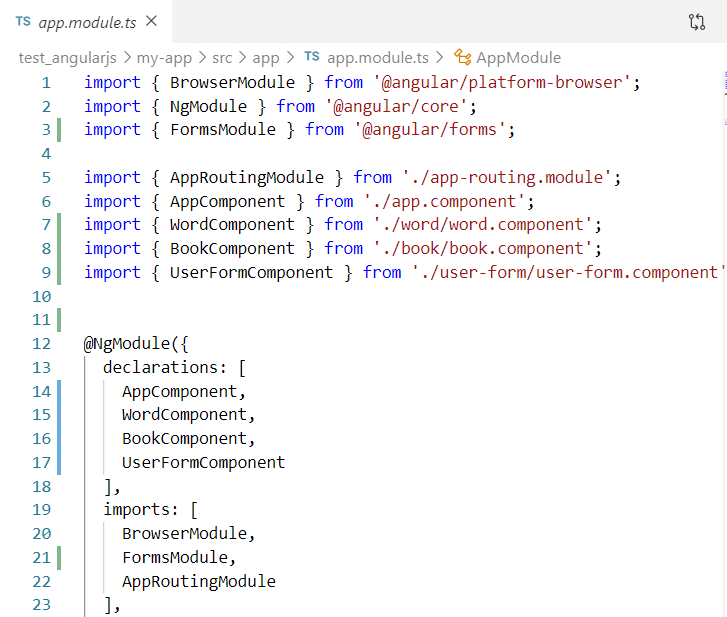 TS app.module.ts ×
test_angularjs > my-app > src > app > TS app.module.ts > AppModule
1 import { BrowserModule } from '@angular/platform-browser';
2 import { NgModule } from '@angular/core';
3 import { FormsModule } from '@angular/forms';
4
5 import { AppRoutingModule } from './app-routing.module';
6 import { AppComponent } from './app.component';
7 import { WordComponent } from './word/word.component';
8 import { BookComponent } from './book/book.component';
9 import { UserFormComponent } from './user-form/user-form.component'
10
11
12 @NgModule({
13   declarations: [
14     AppComponent,
15     WordComponent,
16     BookComponent,
17     UserFormComponent
18   ],
19   imports: [
20     BrowserModule,
21     FormsModule,
22     AppRoutingModule
23   ],